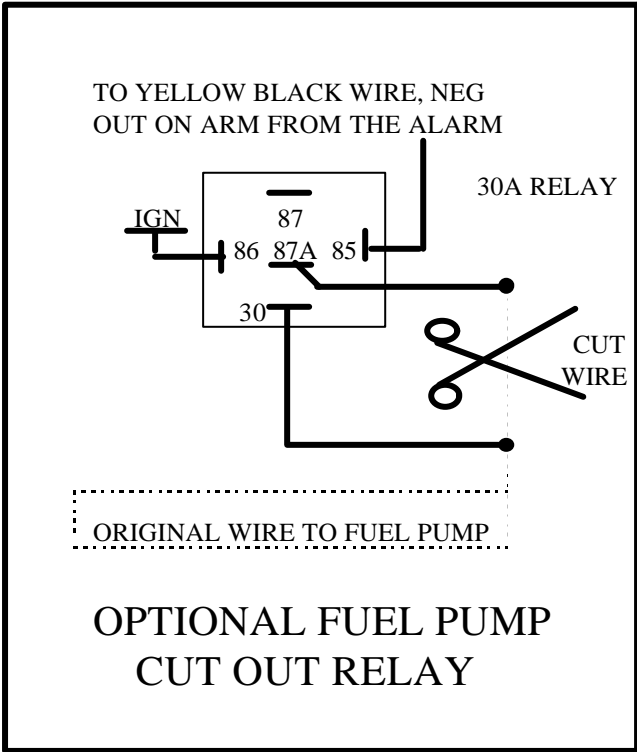 TO YELLOW BLACK WIRE, NEG
OUT ON ARM FROM THE ALARM
30A RELAY
IGN
87
86 87A 85
30
CUT
WIRE
ORIGINAL WIRE TO FUEL PUMP
OPTIONAL FUEL PUMP
CUT OUT RELAY